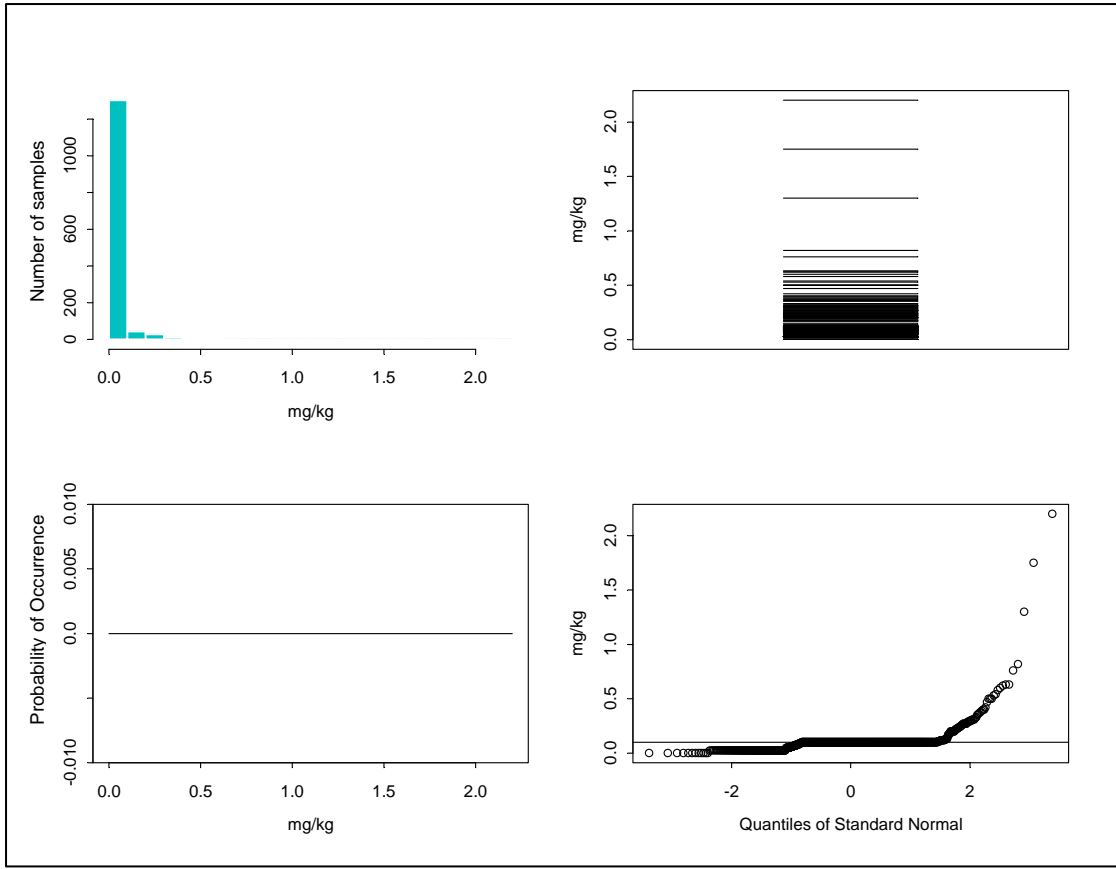 Number of samples
0 200 600 1000
0.0 0.5 1.0 1.5 2.0
mg/kg
mg/kg
0.0 0.5 1.0 1.5 2.0
Probability of Occurrence
-0.010 0.0 0.005 0.010
0.0 0.5 1.0 1.5 2.0
mg/kg
mg/kg
0.0 0.5 1.0 1.5 2.0
-2 0 2
Quantiles of Standard Normal